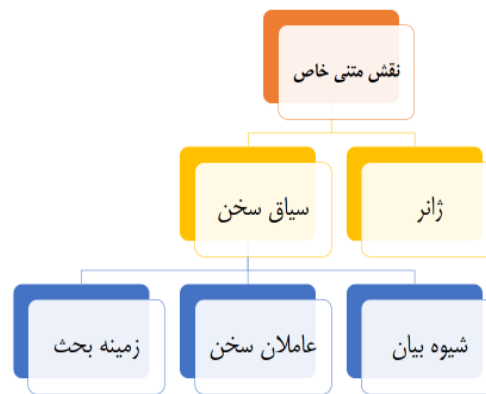 نقش متنی خاص
ژانر
سیاق سخن
شیوه بیان
عاملان سخن
زمینه بحث